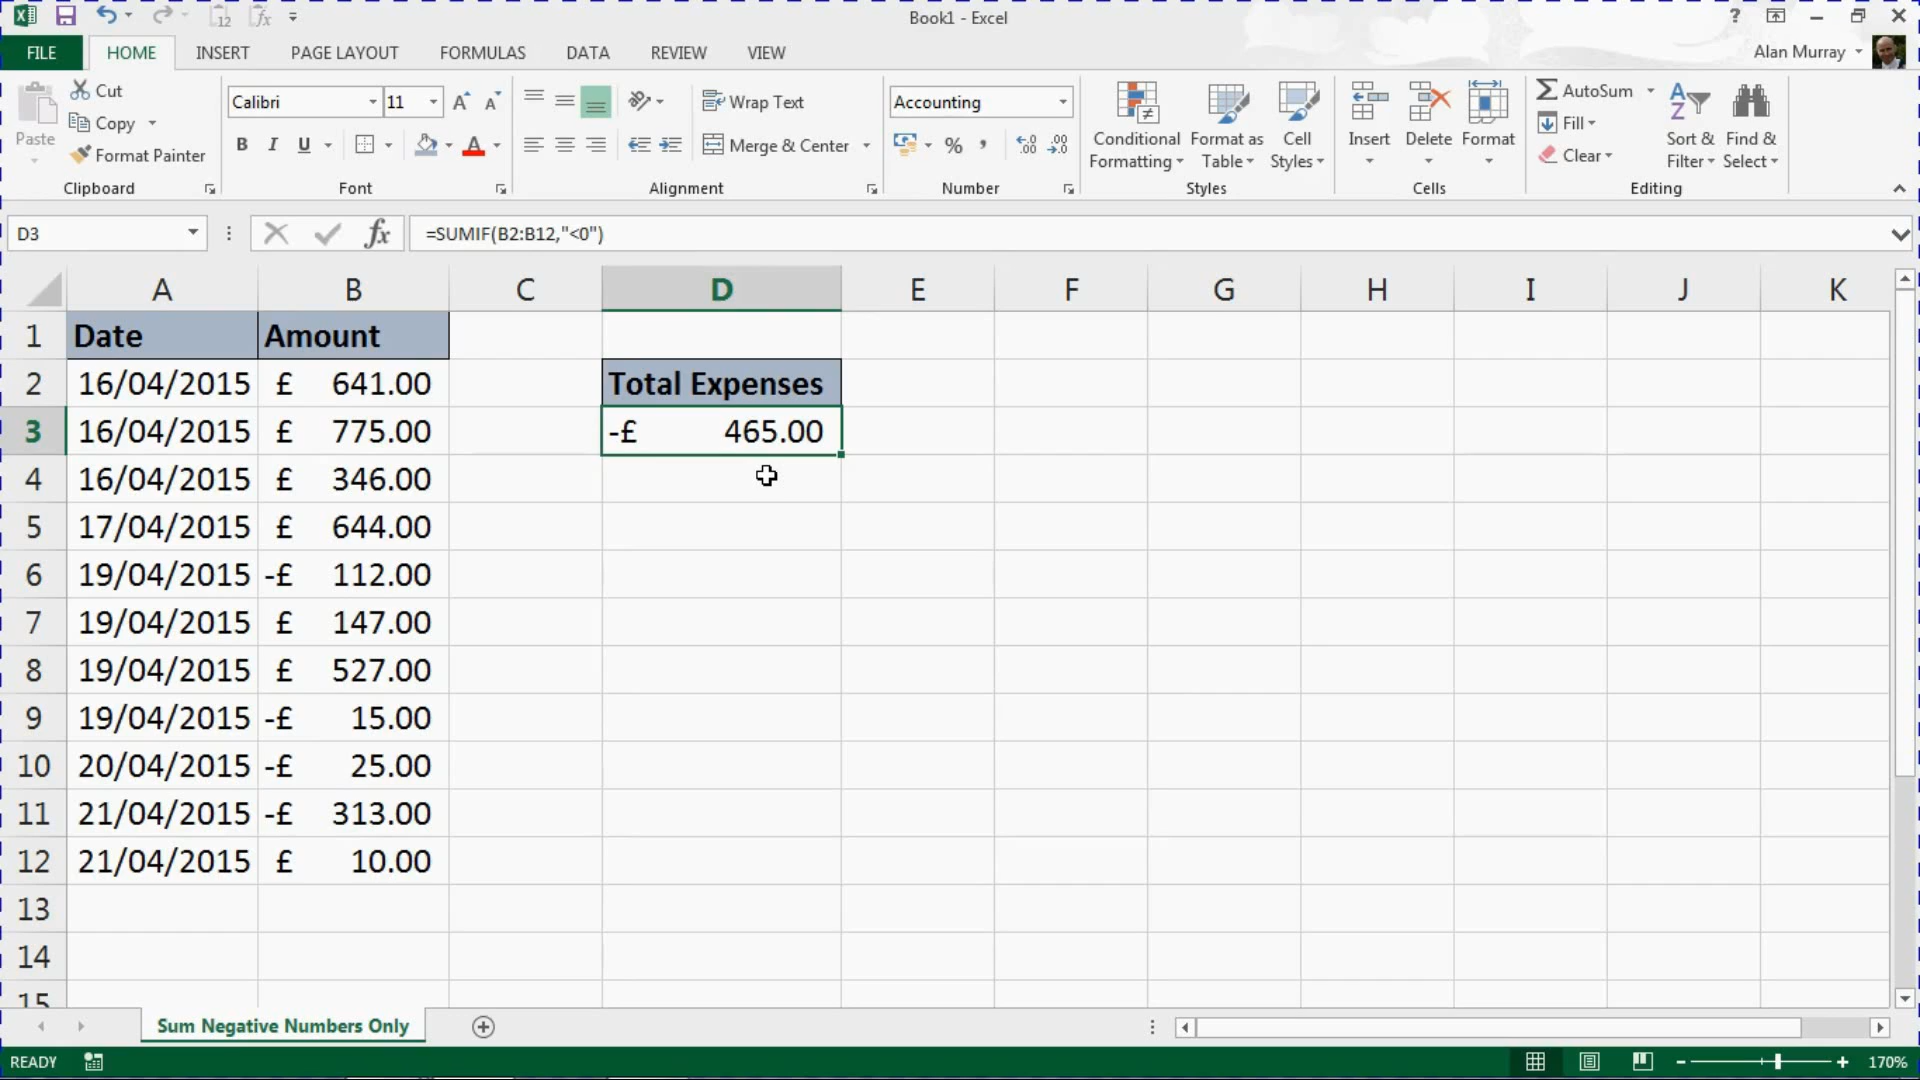 Book1 - Excel
FILE HOME INSERT PAGE LAYOUT FORMULAS DATA REVIEW VIEW
Alan Murray
Paste
Cut
Copy
Format Painter
Clipboard
Calibri 11
B I U
Font
Wrap Text
Merge & Center
Alignment
Accounting
%
Number
Conditional Formatting
Format as Table
Cell Styles
Styles
Insert
Delete
Format
Cells
AutoSum
Fill
Clear
Sort & Filter
Find & Select
Editing
D3 fx =SUMIF(B2:B12,"<0")
A B C D E F G H I J K
1 Date Amount
2 16/04/2015 £ 641.00 Total Expenses
3 16/04/2015 £ 775.00 -£ 465.00
4 16/04/2015 £ 346.00
5 17/04/2015 £ 644.00
6 19/04/2015 -£ 112.00
7 19/04/2015 £ 147.00
8 19/04/2015 £ 527.00
9 19/04/2015 -£ 15.00
10 20/04/2015 -£ 25.00
11 21/04/2015 -£ 313.00
12 21/04/2015 £ 10.00
13
14
15
Sum Negative Numbers Only
READY 170%